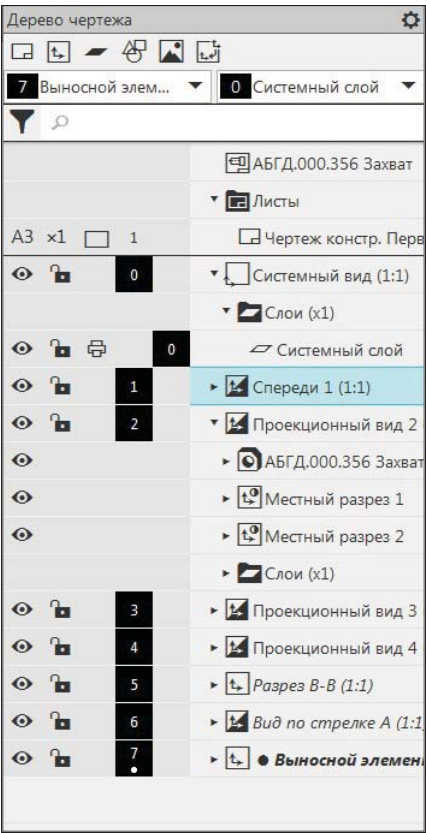 Дерево чертежа
7 Выносной элем... 0 Системный слой
АБГД.000.356 Захват
Листы
А3 ×1 1 Чертеж констр. Перв
0 Системный вид (1:1)
Слои (x1)
0 Системный слой
1 Спереди 1 (1:1)
2 Проекционный вид 2
АБГД.000.356 Захват
Местный разрез 1
Местный разрез 2
Слои (x1)
3 Проекционный вид 3
4 Проекционный вид 4
5 Разрез В-В (1:1)
6 Вид по стрелке А (1:1
7 ● Выносной элемен